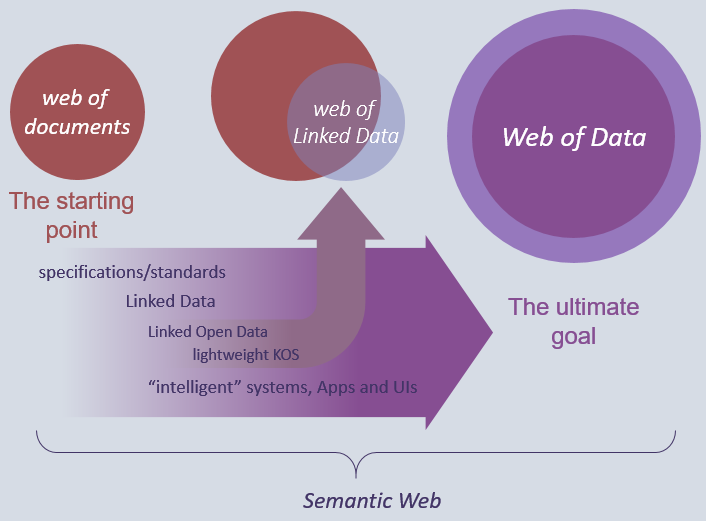 web of
documents
web of
Linked Data
Web of Data
The starting
point
specifications/standards
Linked Data
Linked Open Data
lightweight KOS
“intelligent” systems, Apps and UIs
The ultimate
goal
Semantic Web